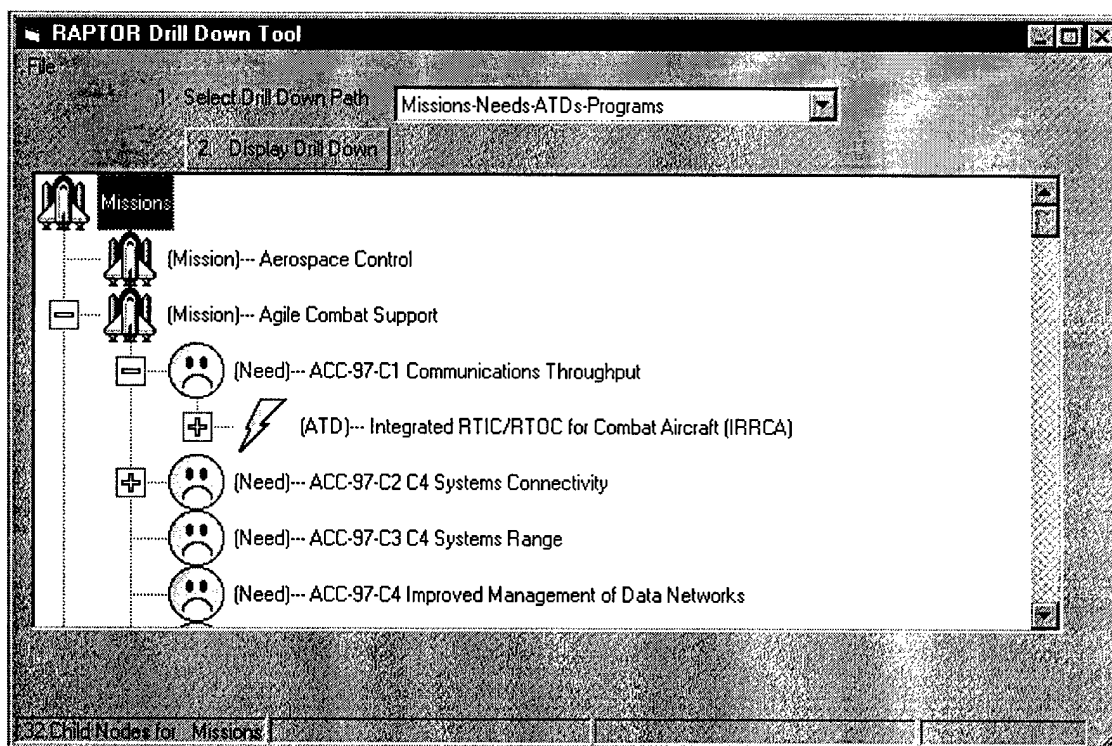 RAPTOR Drill Down Tool
File
1. Select Drill Down Path Missions-Needs-ATDs-Programs
2. Display Drill Down
Missions
(Mission)--- Aerospace Control
(Mission)--- Agile Combat Support
(Need)--- ACC-97-C1 Communications Throughput
(ATD)--- Integrated RTIC/RTOC for Combat Aircraft (IRRCA)
(Need)--- ACC-97-C2 C4 Systems Connectivity
(Need)--- ACC-97-C3 C4 Systems Range
(Need)--- ACC-97-C4 Improved Management of Data Networks
32 Child Nodes for Missions